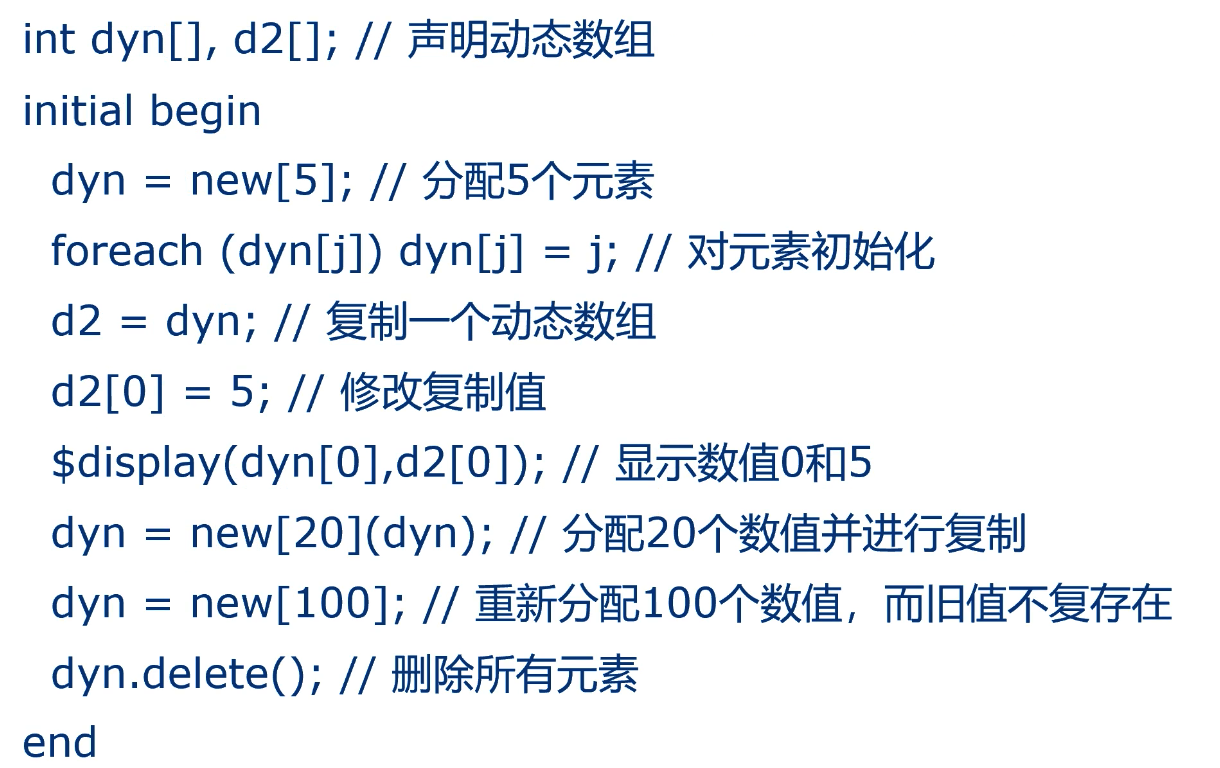 int dyn[], d2[]; // 声明动态数组
initial begin
dyn = new[5]; // 分配5个元素
foreach (dyn[j]) dyn[j] = j; // 对元素初始化
d2 = dyn; // 复制一个动态数组
d2[0] = 5; // 修改复制值
$display(dyn[0],d2[0]); // 显示数值0和5
dyn = new[20](dyn); // 分配20个数值并进行复制
dyn = new[100]; // 重新分配100个数值，而旧值不复存在
dyn.delete(); // 删除所有元素
end